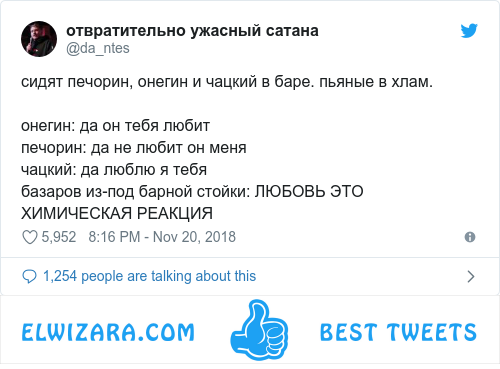 отвратительно ужасный сатана
@da_ntes
сидят печорин, онегин и чацкий в баре. пьяные в хлам.
онегин: да он тебя любит
печорин: да не любит он меня
чацкий: да люблю я тебя
базаров из-под барной стойки: ЛЮБОВЬ ЭТО
ХИМИЧЕСКАЯ РЕАКЦИЯ
5,952 8:16 PM - Nov 20, 2018
1,254 people are talking about this
ELWIZARA.COM BEST TWEETS